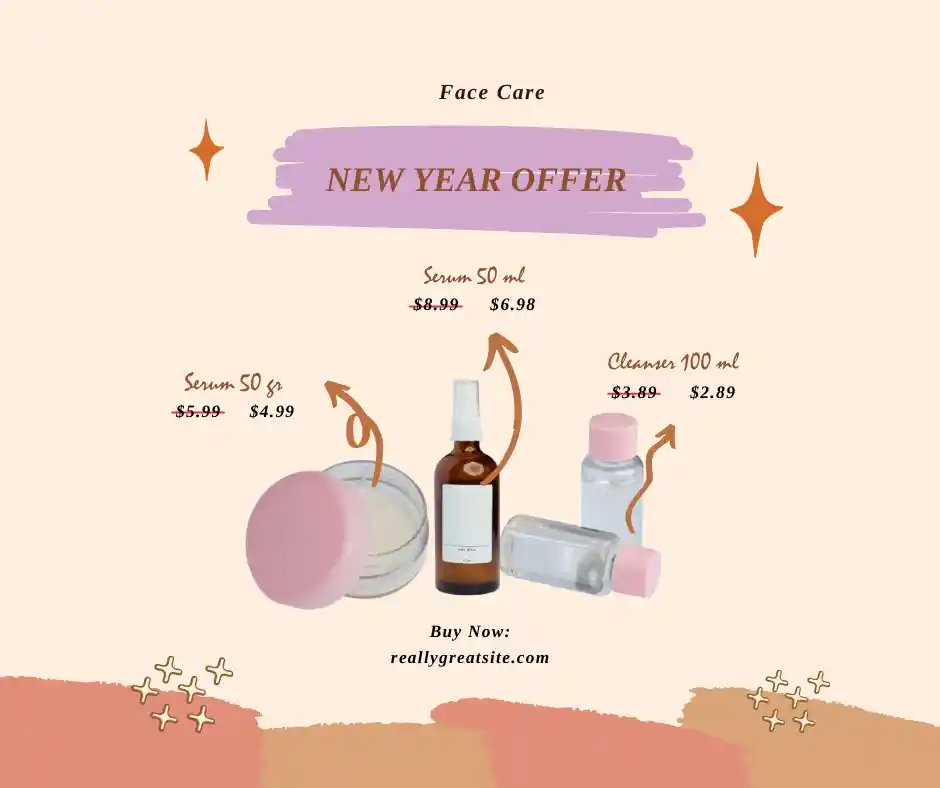 Face Care
NEW YEAR OFFER
Serum 50 ml
$8.99 $6.98
Cleanser 100 ml
$3.89 $2.89
Serum 50 gr
$5.99 $4.99
Buy Now:
reallygreatsite.com